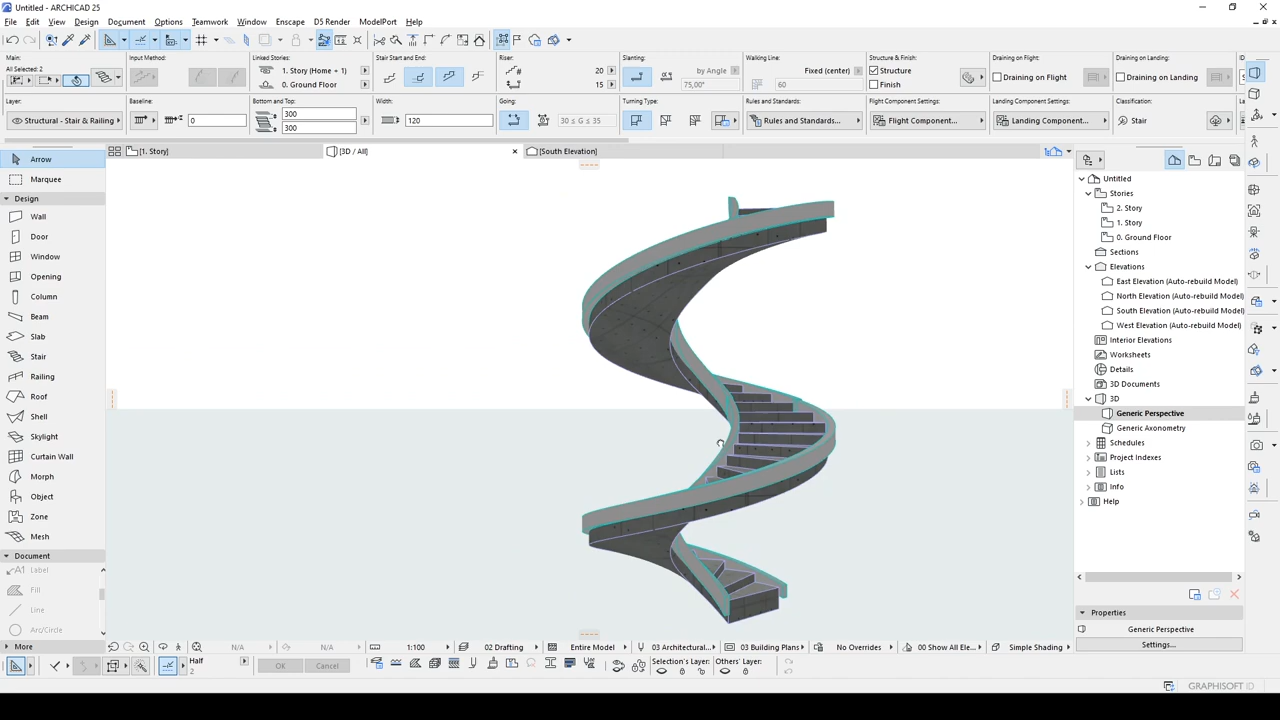 Untitled - ARCHICAD 25
File Edit View Design Document Options Teamwork Window Enscape D5 Render ModelPort Help
Main: Input Method: Linked Stories: Stair Start and End: Riser: Slanting: Walking Line: Structure & Finish: Draining on Flight: Draining on Landing: ID
All Selected: 2 1. Story (Home + 1) 20 by Angle Fixed (center) Structure Draining on Flight Draining on Landing
0. Ground Floor 15 75,00° 60 Finish
Layer: Baseline: Bottom and Top: Width: Going: Turning Type: Rules and Standards: Flight Component Settings: Landing Component Settings: Classification:
Structural - Stair & Railing 0 300 120 30 ≤ G ≤ 35 Rules and Standards... Flight Component... Landing Component... Stair
300
Arrow [1. Story] [3D / All] [South Elevation]
Marquee
Design
Wall
Door
Window
Opening
Column
Beam
Slab
Stair
Railing
Roof
Shell
Skylight
Curtain Wall
Morph
Object
Zone
Mesh
Document
Label
Fill
Line
Arc/Circle
More
Untitled
Stories
2. Story
1. Story
0. Ground Floor
Sections
Elevations
East Elevation (Auto-rebuild Model)
North Elevation (Auto-rebuild Model)
South Elevation (Auto-rebuild Model)
West Elevation (Auto-rebuild Model)
Interior Elevations
Worksheets
Details
3D Documents
3D
Generic Perspective
Generic Axonometry
Schedules
Project Indexes
Lists
Info
Help
Properties
Generic Perspective
Settings...
N/A N/A 1:100 02 Drafting Entire Model 03 Architectural... 03 Building Plans No Overrides 00 Show All Ele... Simple Shading
Half
2
OK Cancel Selection's Layer: Others' Layer:
GRAPHISOFT ID